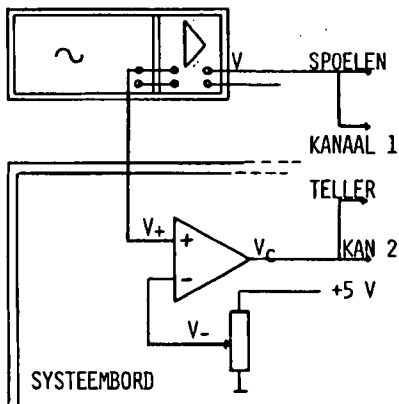 ∼
V
SPOELEN
KANAAL 1
TELLER
V+
+
VC
KAN 2
-
+5 V
V-
SYSTEEMBORD